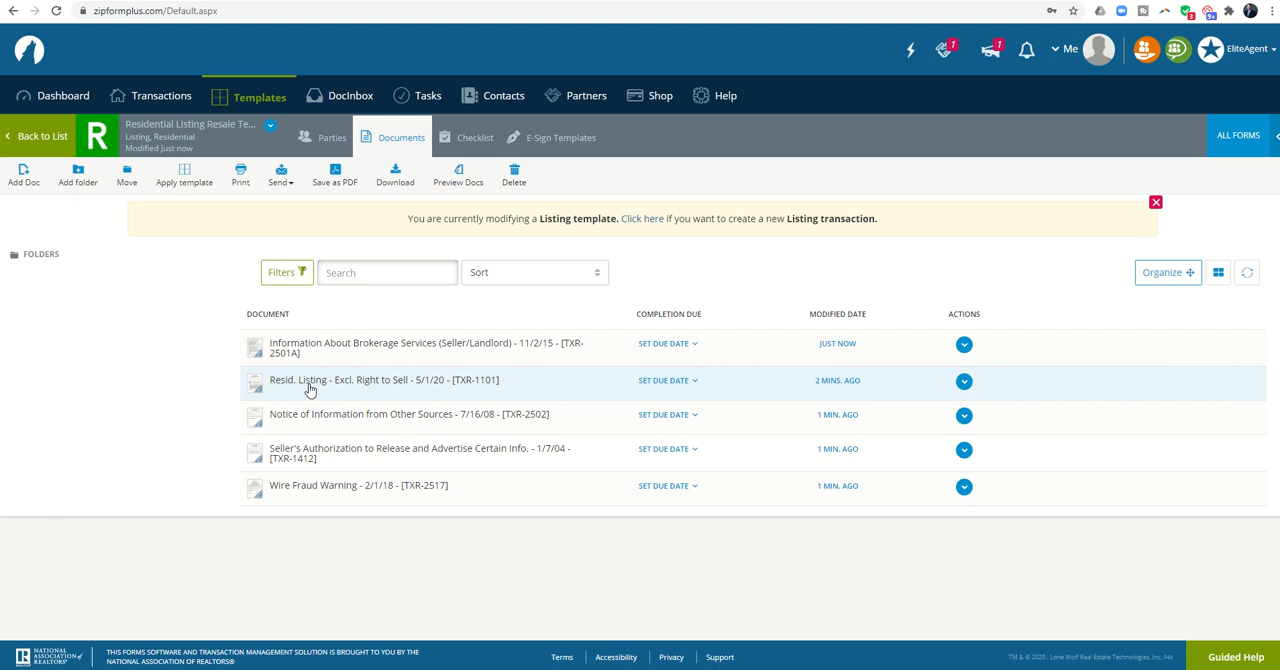 zipformplus.com/Default.aspx
3
9+
1
1
Me
EliteAgent
Dashboard
Transactions
Templates
DocInbox
Tasks
Contacts
Partners
Shop
Help
Back to List
R
Residential Listing Resale Te...
Listing, Residential
Modified Just now
Parties
Documents
Checklist
E-Sign Templates
ALL FORMS
Add Doc
Add folder
Move
Apply template
Print
Send
Save as PDF
Download
Preview Docs
Delete
You are currently modifying a Listing template. Click here if you want to create a new Listing transaction.
FOLDERS
Filters
Search
Sort
Organize
DOCUMENT
COMPLETION DUE
MODIFIED DATE
ACTIONS
Information About Brokerage Services (Seller/Landlord) - 11/2/15 - [TXR-
2501A]
SET DUE DATE
JUST NOW
Resid. Listing - Excl. Right to Sell - 5/1/20 - [TXR-1101]
SET DUE DATE
2 MINS. AGO
Notice of Information from Other Sources - 7/16/08 - [TXR-2502]
SET DUE DATE
1 MIN. AGO
Seller's Authorization to Release and Advertise Certain Info. - 1/7/04 -
[TXR-1412]
SET DUE DATE
1 MIN. AGO
Wire Fraud Warning - 2/1/18 - [TXR-2517]
SET DUE DATE
1 MIN. AGO
NATIONAL
ASSOCIATION of
REALTORS®
THIS FORMS SOFTWARE AND TRANSACTION MANAGEMENT SOLUTION IS BROUGHT TO YOU BY THE
NATIONAL ASSOCIATION OF REALTORS®
Terms
Accessibility
Privacy
Support
TM & © 2020 , Lone Wolf Real Estate Technologies, Inc.
Guided Help